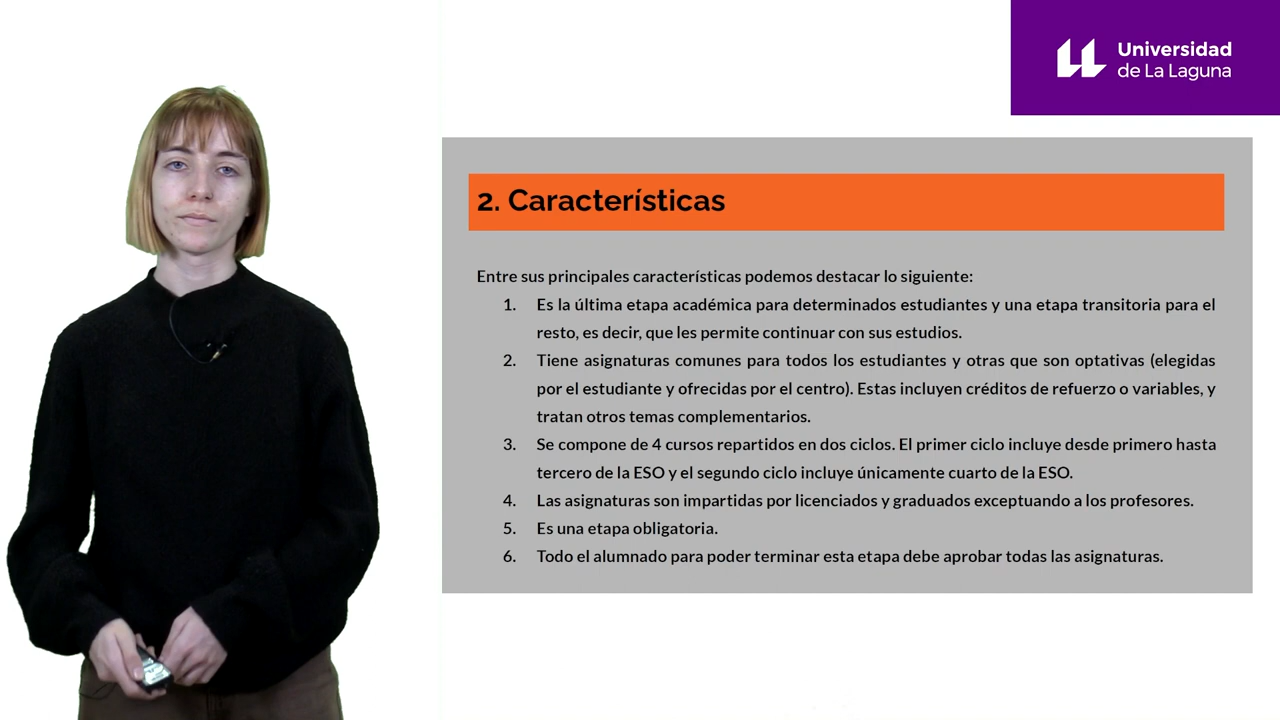 Universidad
de La Laguna
2. Características
Entre sus principales características podemos destacar lo siguiente:
1. Es la última etapa académica para determinados estudiantes y una etapa transitoria para el
resto, es decir, que les permite continuar con sus estudios.
2. Tiene asignaturas comunes para todos los estudiantes y otras que son optativas (elegidas
por el estudiante y ofrecidas por el centro). Estas incluyen créditos de refuerzo o variables, y
tratan otros temas complementarios.
3. Se compone de 4 cursos repartidos en dos ciclos. El primer ciclo incluye desde primero hasta
tercero de la ESO y el segundo ciclo incluye únicamente cuarto de la ESO.
4. Las asignaturas son impartidas por licenciados y graduados exceptuando a los profesores.
5. Es una etapa obligatoria.
6. Todo el alumnado para poder terminar esta etapa debe aprobar todas las asignaturas.